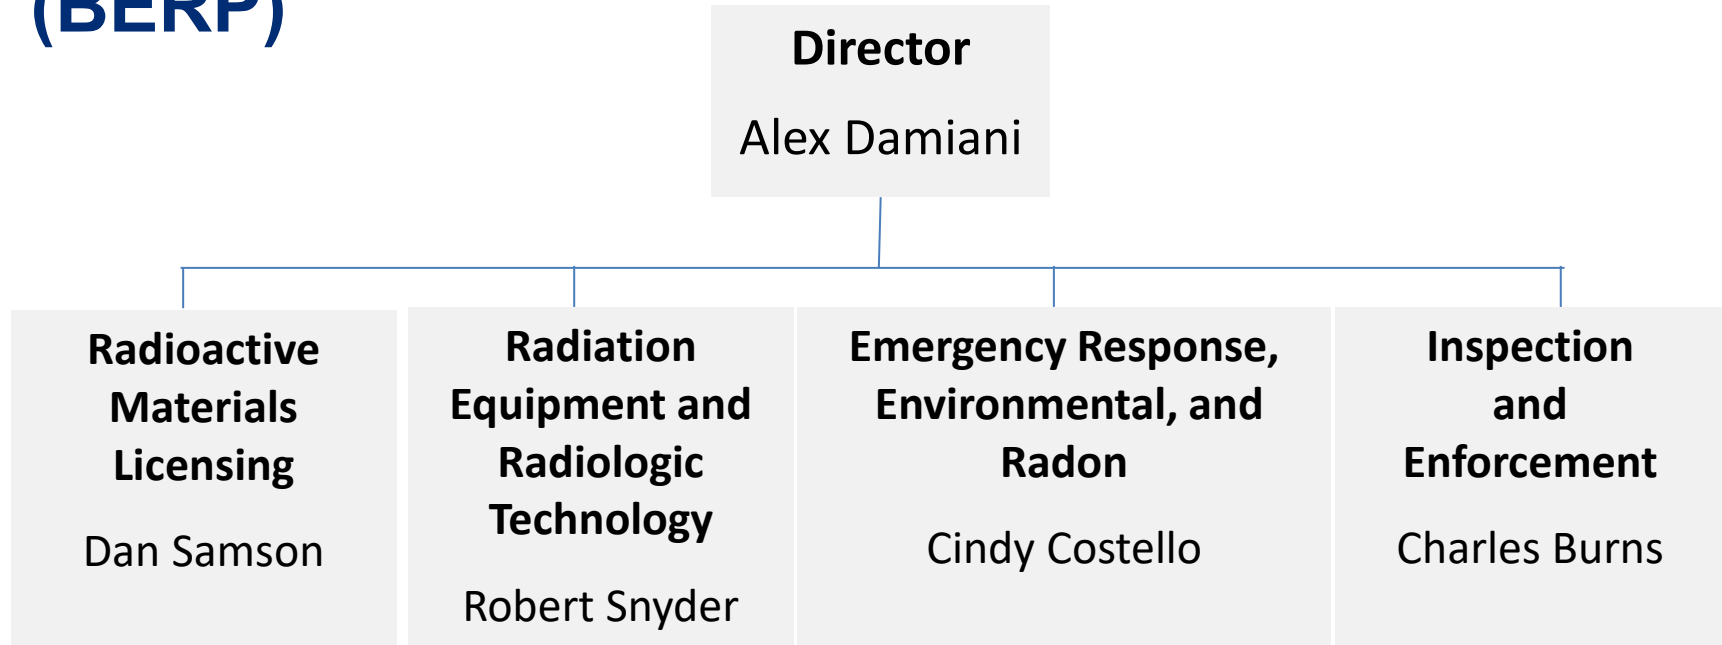 (BERP)
Director
Alex Damiani
Radioactive
Materials
Licensing
Dan Samson
Radiation
Equipment and
Radiologic
Technology
Robert Snyder
Emergency Response,
Environmental, and
Radon
Cindy Costello
Inspection
and
Enforcement
Charles Burns